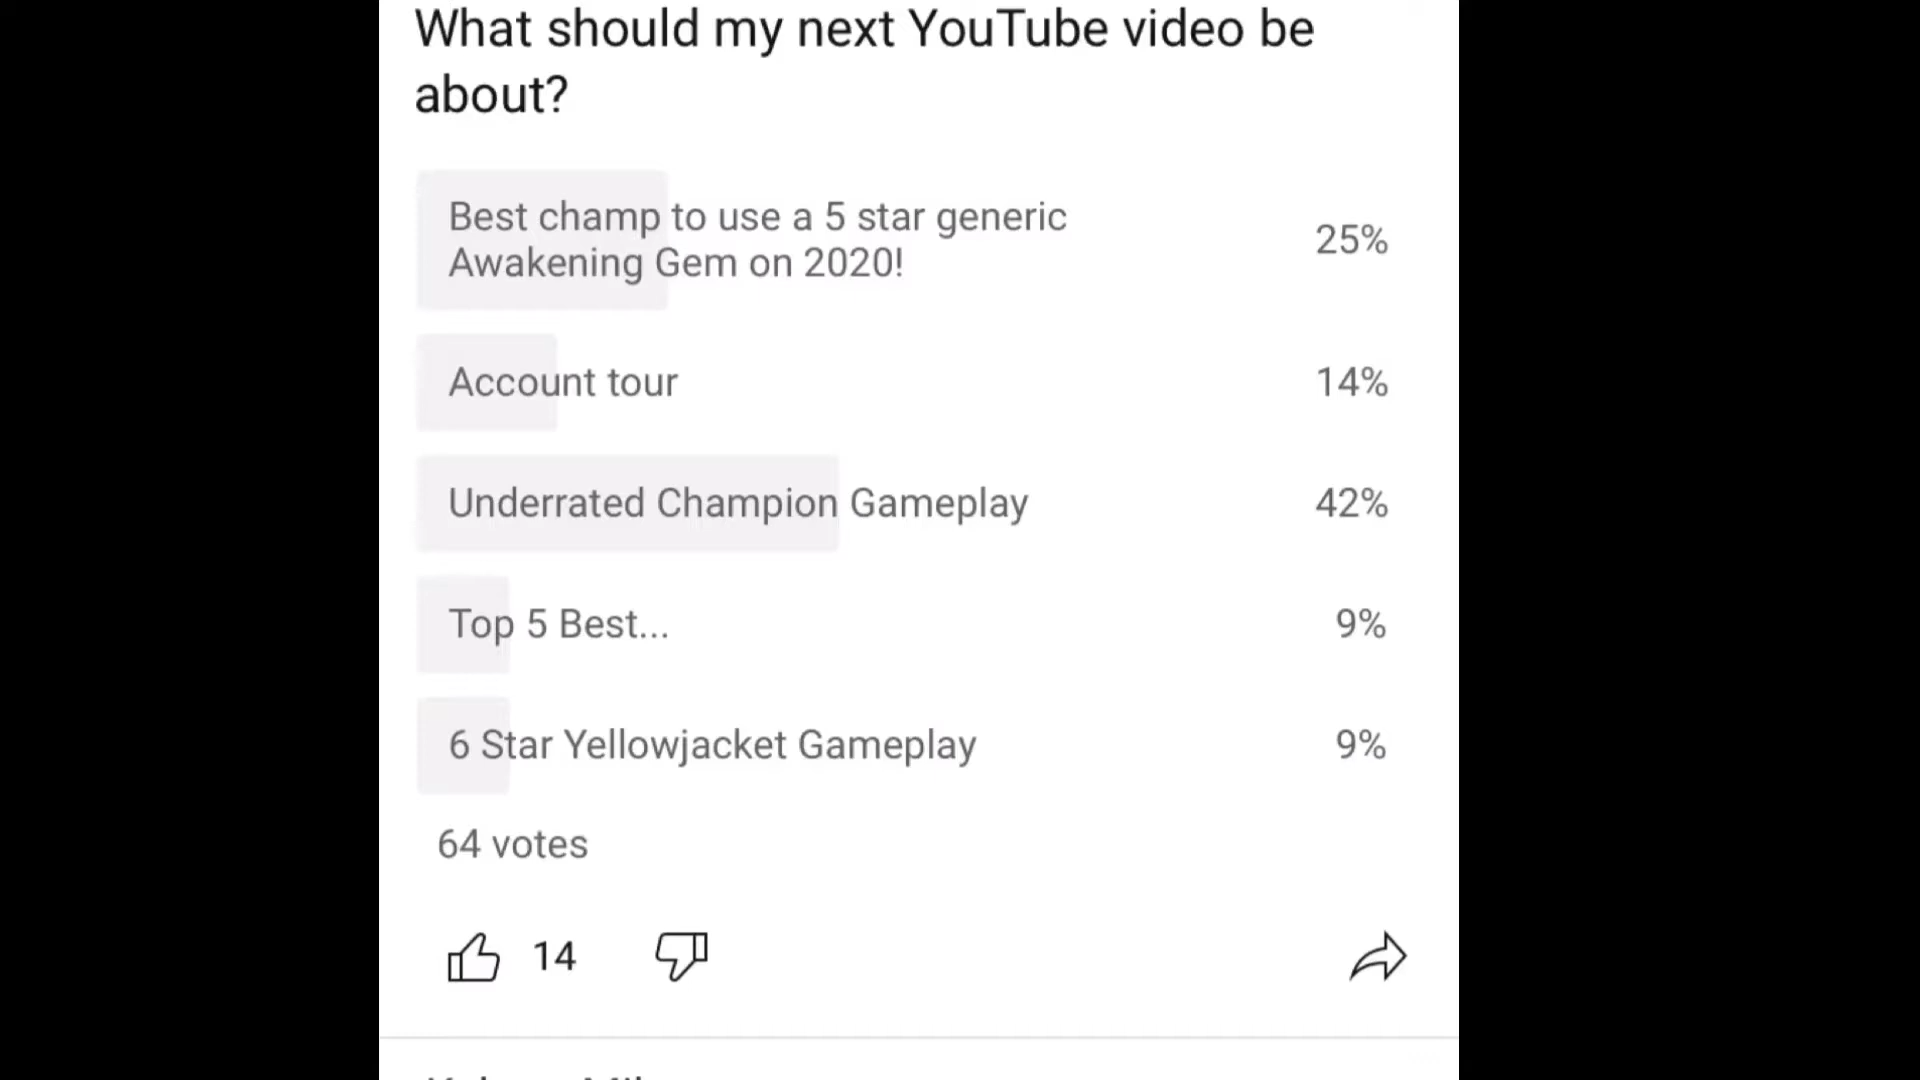 What should my next YouTube video be
about?
Best champ to use a 5 star generic
Awakening Gem on 2020!
25%
Account tour
14%
Underrated Champion Gameplay
42%
Top 5 Best...
9%
6 Star Yellowjacket Gameplay
9%
64 votes
14